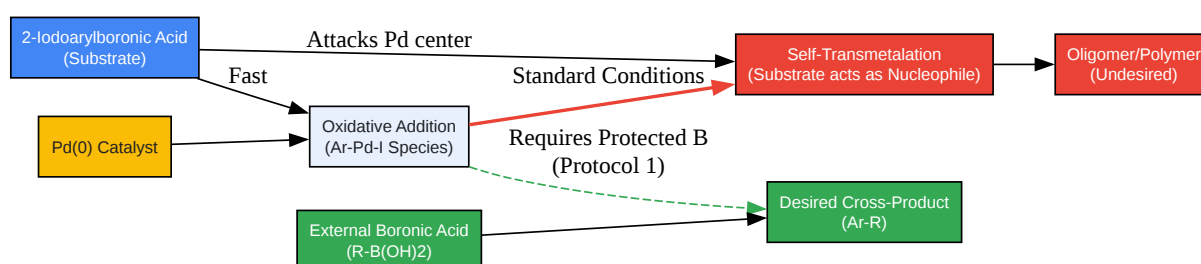 2-Iodoarylboronic Acid
(Substrate)
Attacks Pd center
Self-Transmetalation
(Substrate acts as Nucleophile)
Oligomer/Polymer
(Undesired)
Fast
Standard Conditions
Pd(0) Catalyst
Oxidative Addition
(Ar-Pd-I Species)
Requires Protected B
(Protocol 1)
External Boronic Acid
(R-B(OH)2)
Desired Cross-Product
(Ar-R)